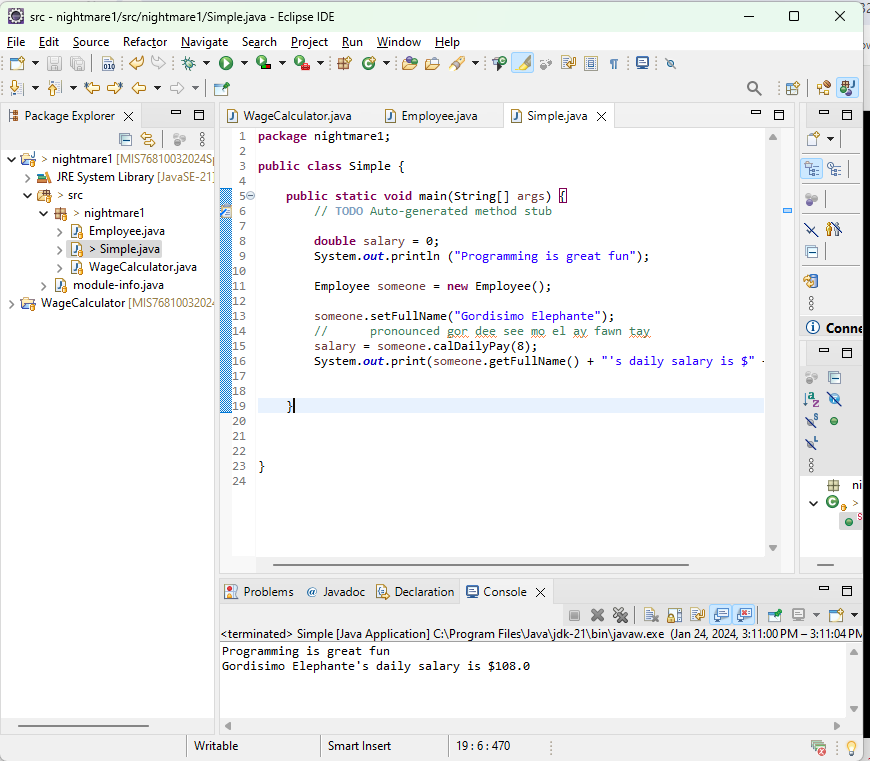 src - nightmare1/src/nightmare1/Simple.java - Eclipse IDE
File Edit Source Refactor Navigate Search Project Run Window Help
Package Explorer
WageCalculator.java Employee.java Simple.java
> nightmare1 [MIS76810032024Sp
JRE System Library [JavaSE-21]
> src
> nightmare1
Employee.java
> Simple.java
WageCalculator.java
module-info.java
WageCalculator [MIS7681003202
1 package nightmare1;
2
3 public class Simple {
4
5 public static void main(String[] args) {
6 // TODO Auto-generated method stub
7
8 double salary = 0;
9 System.out.println ("Programming is great fun");
10
11 Employee someone = new Employee();
12
13 someone.setFullName("Gordisimo Elephante");
14 // pronounced gor dee see mo el ay fawn tay
15 salary = someone.calDailyPay(8);
16 System.out.print(someone.getFullName() + "'s daily salary is $" +
17
18
19 }
20
21
22
23 }
24
Conne
ni
>
Problems @ Javadoc Declaration Console
<terminated> Simple [Java Application] C:\Program Files\Java\jdk-21\bin\javaw.exe (Jan 24, 2024, 3:11:00 PM – 3:11:04 PM
Programming is great fun
Gordisimo Elephante's daily salary is $108.0
Writable Smart Insert 19 : 6 : 470